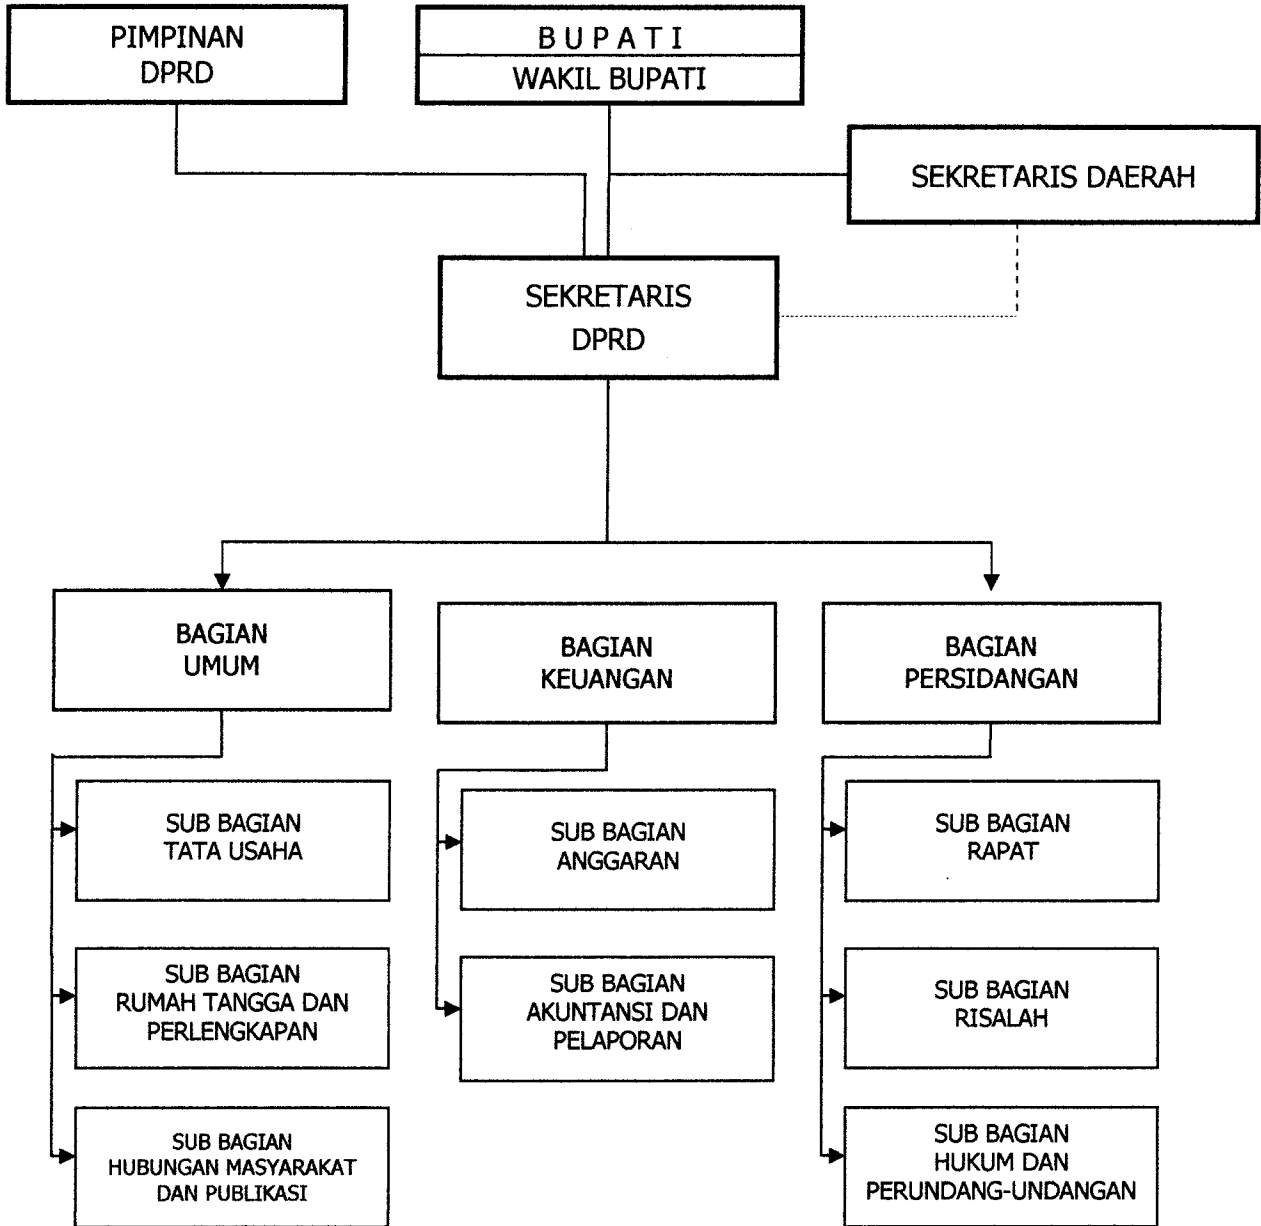 PIMPINAN
DPRD
B U P A T I
WAKIL BUPATI
SEKRETARIS DAERAH
SEKRETARIS
DPRD
BAGIAN
UMUM
BAGIAN
KEUANGAN
BAGIAN
PERSIDANGAN
SUB BAGIAN
TATA USAHA
SUB BAGIAN
ANGGARAN
SUB BAGIAN
RAPAT
SUB BAGIAN
RUMAH TANGGA DAN
PERLENGKAPAN
SUB BAGIAN
AKUNTANSI DAN
PELAPORAN
SUB BAGIAN
RISALAH
SUB BAGIAN
HUBUNGAN MASYARAKAT
DAN PUBLIKASI
SUB BAGIAN
HUKUM DAN
PERUNDANG-UNDANGAN